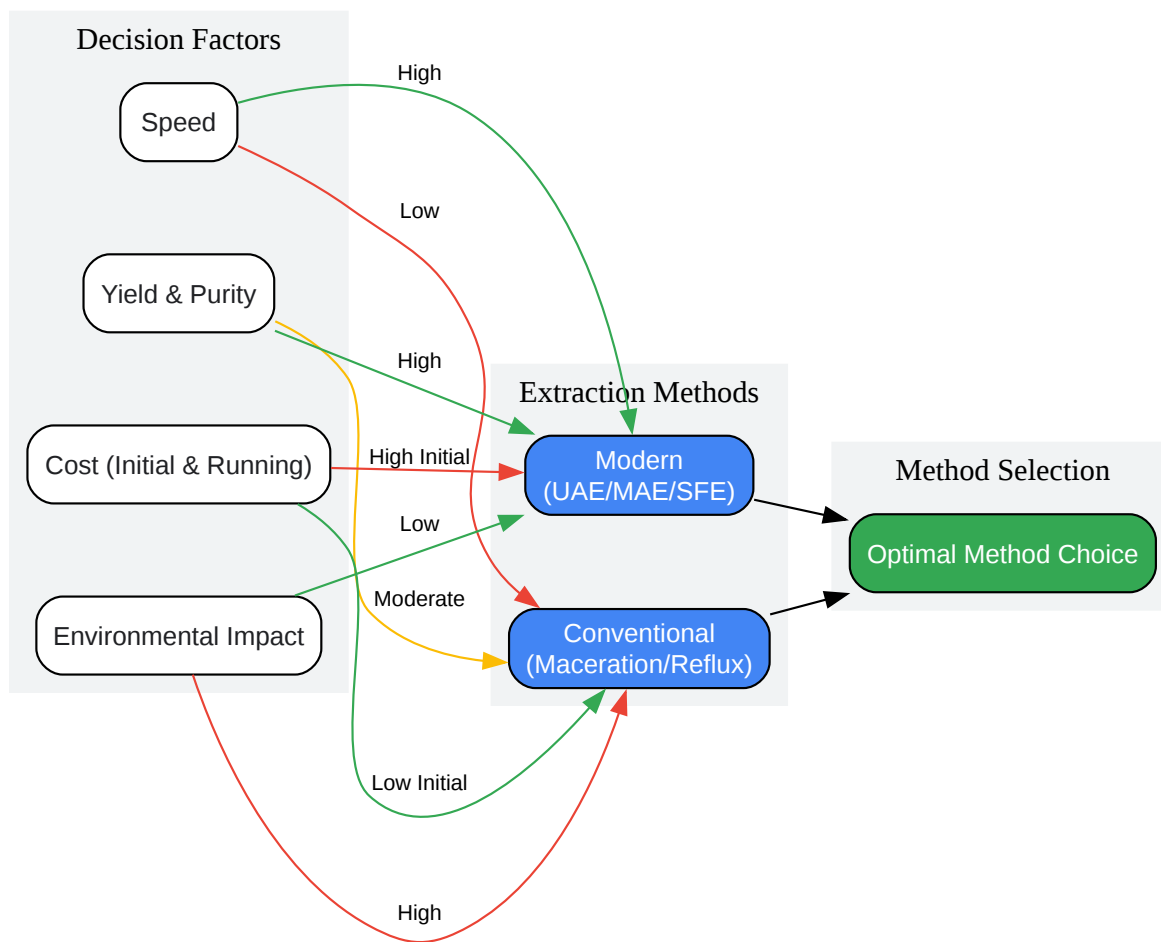 Decision Factors
Speed
Yield & Purity
Cost (Initial & Running)
Environmental Impact
High
Low
High
High Initial
Low
Moderate
Low Initial
High
Extraction Methods
Modern
(UAE/MAE/SFE)
Conventional
(Maceration/Reflux)
Method Selection
Optimal Method Choice